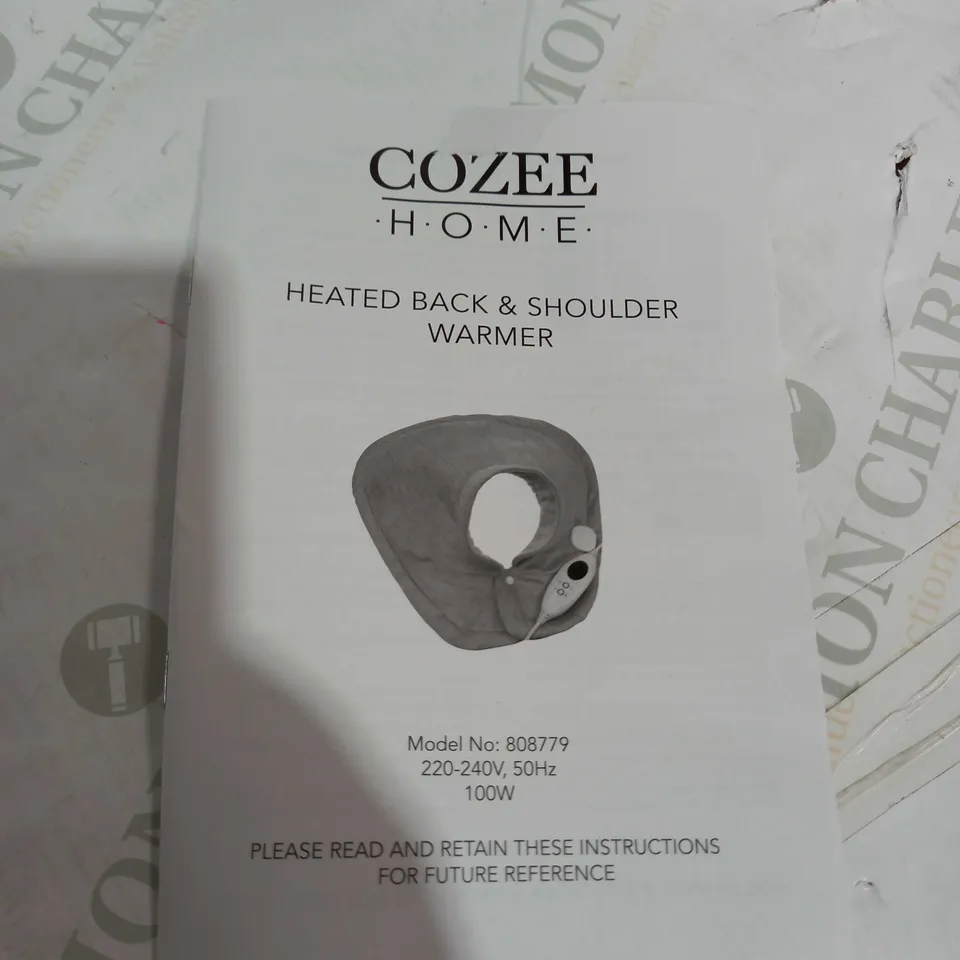 COZEE
·H·O·M·E·
HEATED BACK & SHOULDER
WARMER
Model No: 808779
220-240V, 50Hz
100W
PLEASE READ AND RETAIN THESE INSTRUCTIONS
FOR FUTURE REFERENCE